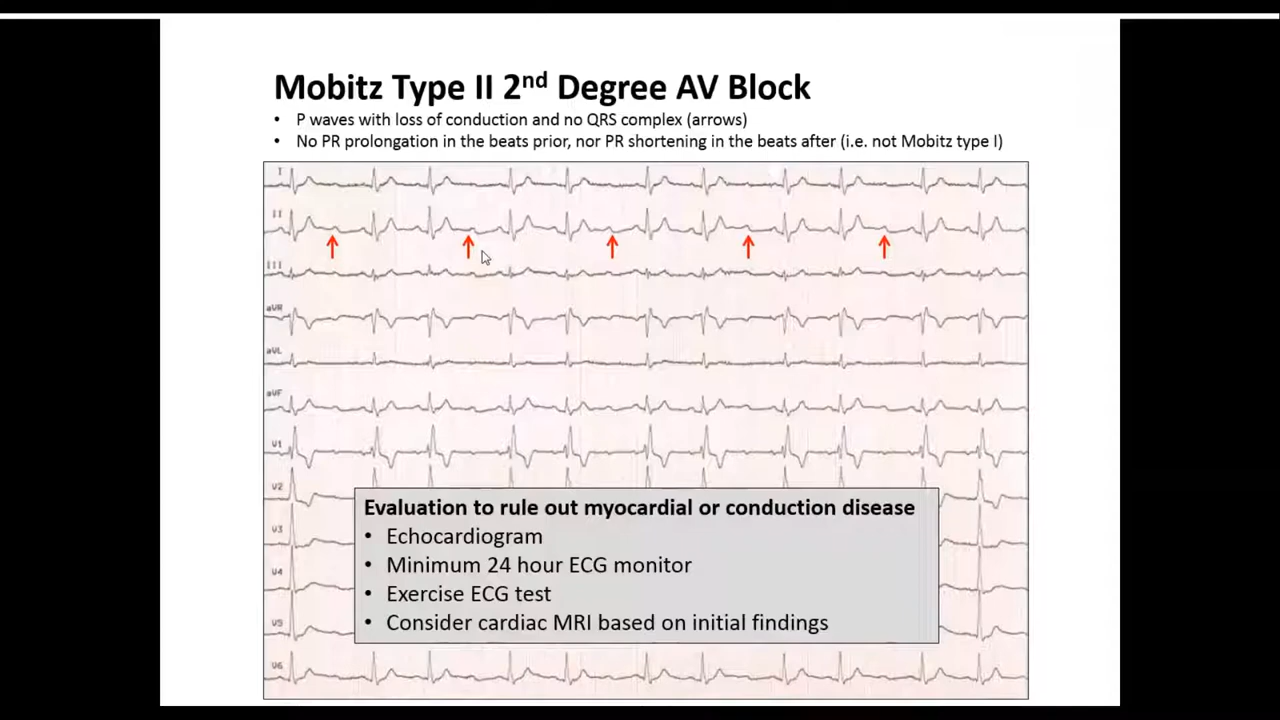 Mobitz Type II 2nd Degree AV Block
• P waves with loss of conduction and no QRS complex (arrows)
• No PR prolongation in the beats prior, nor PR shortening in the beats after (i.e. not Mobitz type I)
I
II
III
aVR
aVL
aVF
V1
V2
V3
V4
V5
V6
Evaluation to rule out myocardial or conduction disease
• Echocardiogram
• Minimum 24 hour ECG monitor
• Exercise ECG test
• Consider cardiac MRI based on initial findings